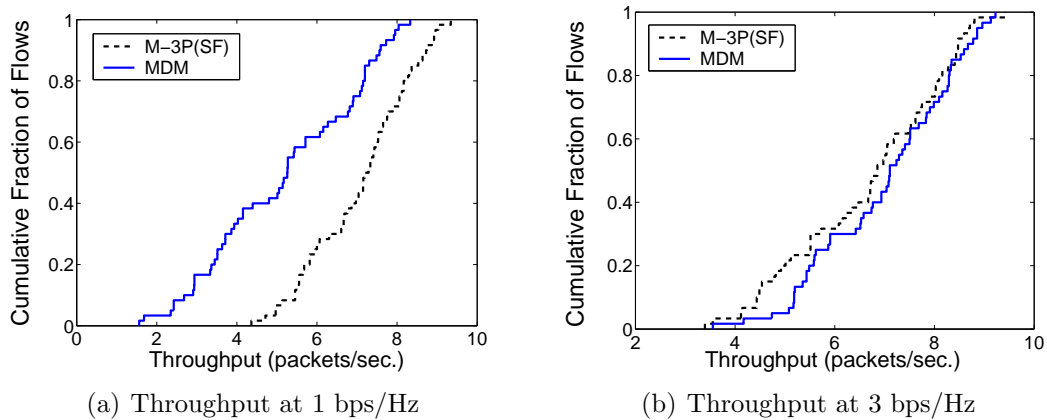 Cumulative Fraction of Flows
1
0.8
0.6
0.4
0.2
0
M-3P(SF)
MDM
0 2 4 6 8 10
Throughput (packets/sec.)
(a) Throughput at 1 bps/Hz
Cumulative Fraction of Flows
1
0.8
0.6
0.4
0.2
0
M-3P(SF)
MDM
2 4 6 8 10
Throughput (packets/sec.)
(b) Throughput at 3 bps/Hz